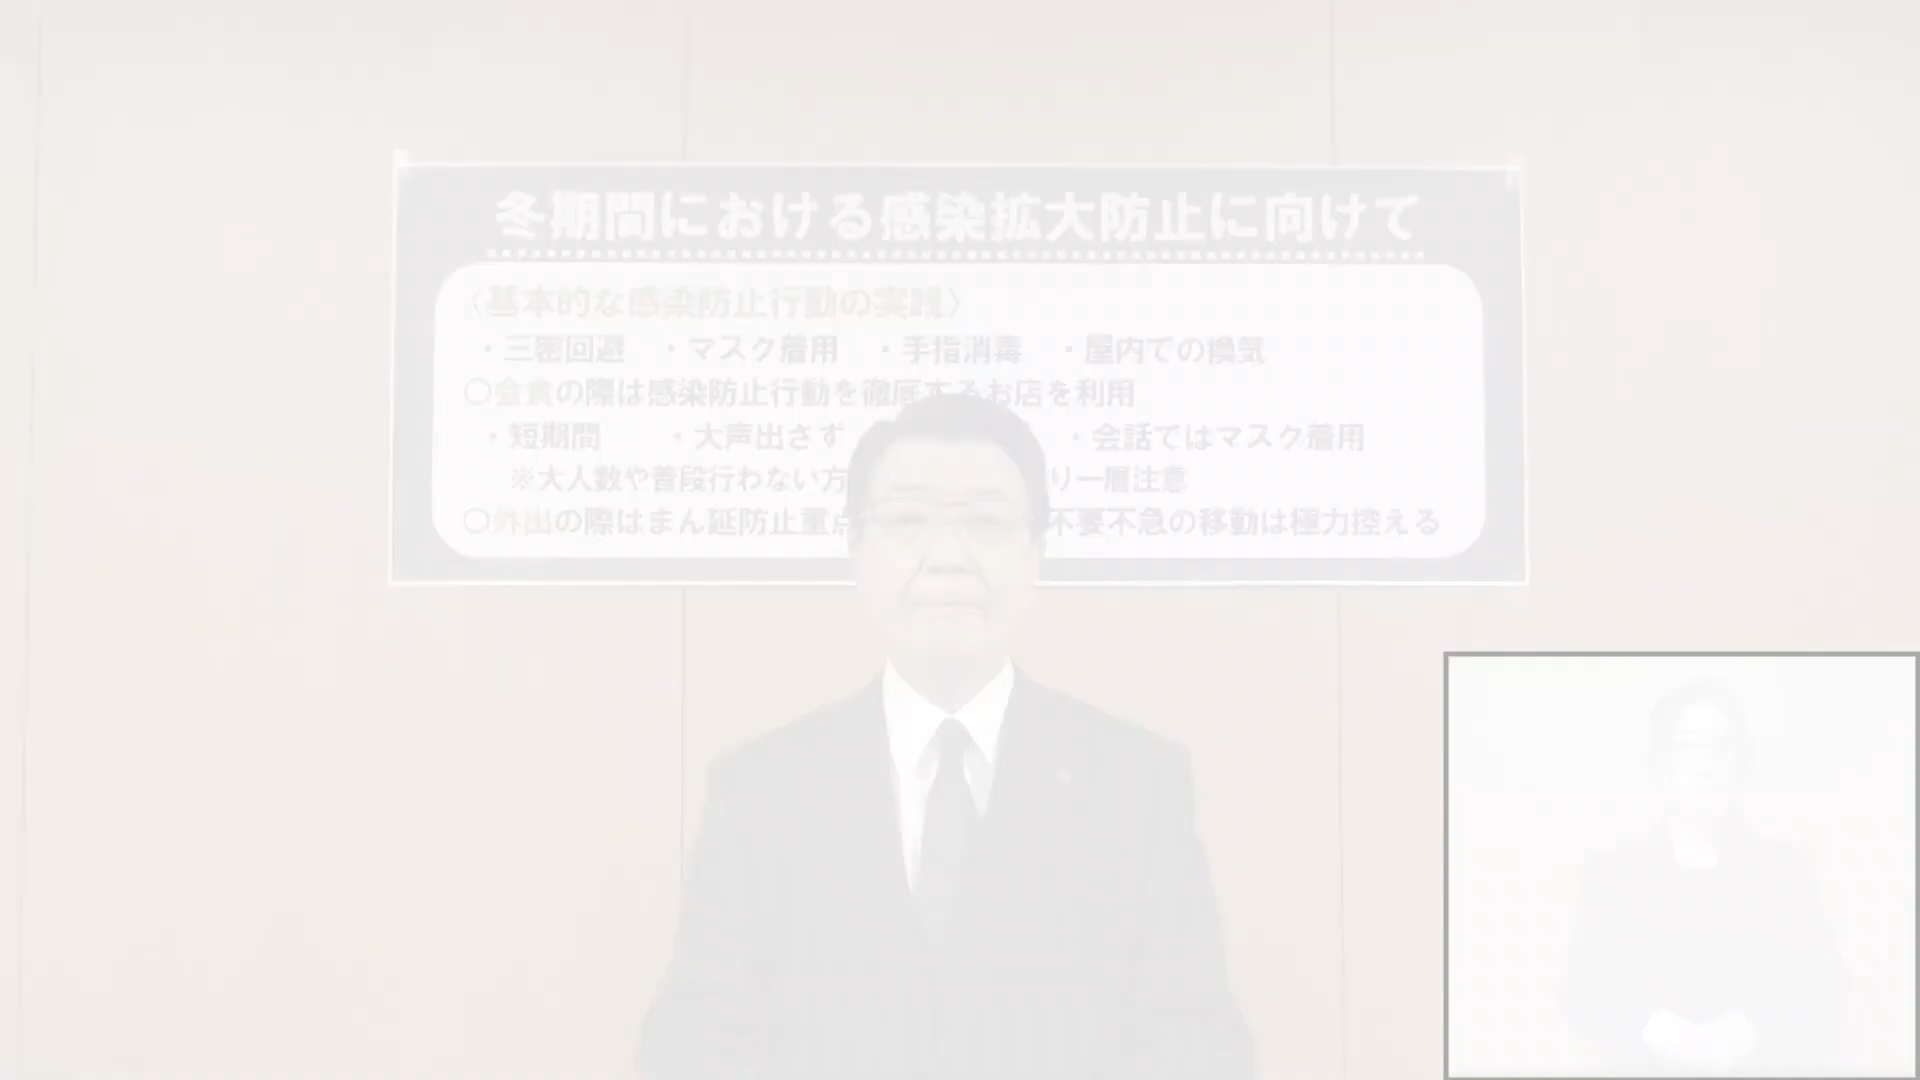 冬期間における感染拡大防止に向けて
〈基本的な感染防止行動の実践〉
・三密回避 ・マスク着用 ・手指消毒 ・屋内での換気
〇会食の際は感染防止行動を徹底するお店を利用
・短期間 ・大声出さず ・会話ではマスク着用
※大人数や普段行わない方 り一層注意
〇外出の際はまん延防止重点 不要不急の移動は極力控える